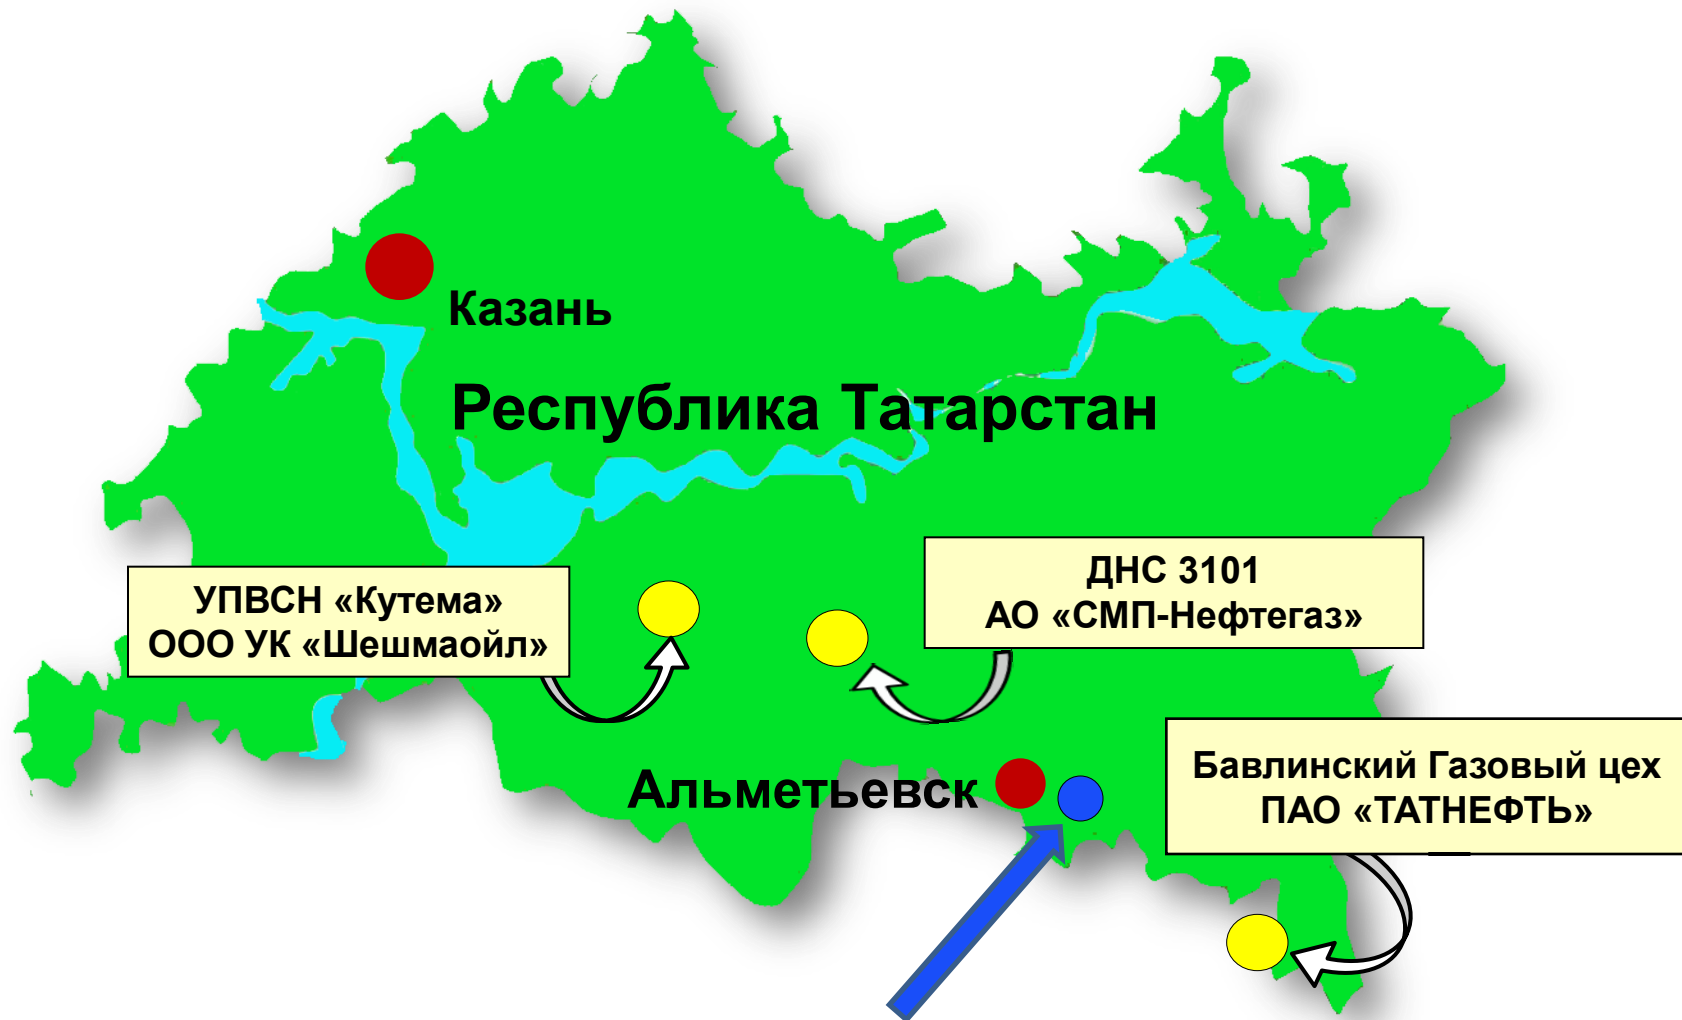 Казань
Республика Татарстан
УПВСН «Кутема»
ООО УК «Шешмаойл»
ДНС 3101
АО «СМП-Нефтегаз»
Альметьевск
Бавлинский Газовый цех
ПАО «ТАТНЕФТЬ»